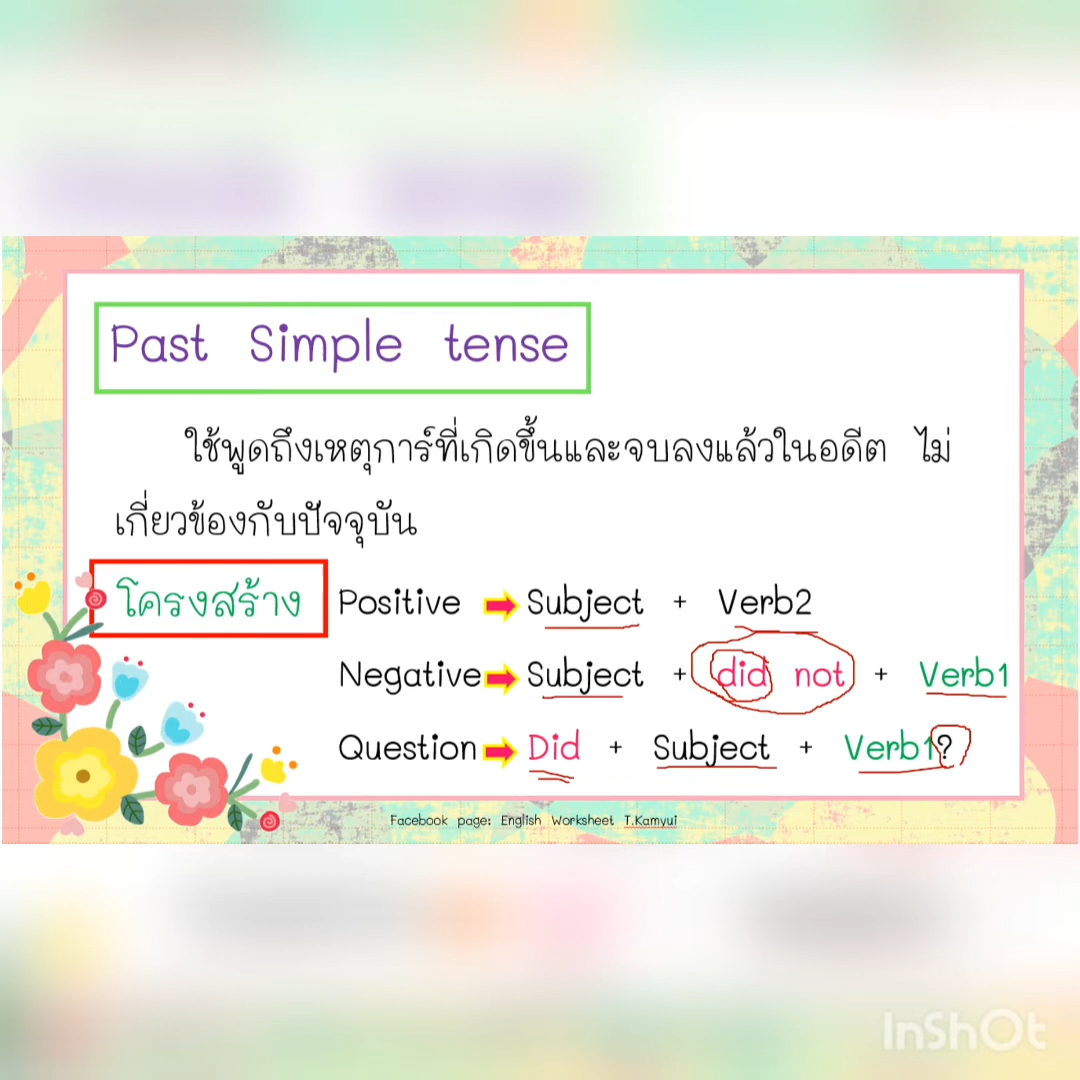 Past Simple tense
ใช้พูดถึงเหตุการ์ที่เกิดขึ้นและจบลงแล้วในอดีต ไม่
เกี่ยวข้องกับปัจจุบัน
โครงสร้าง Positive ➡ Subject + Verb2
Negative ➡ Subject + did not + Verb1
Question ➡ Did + Subject + Verb1?
Facebook page: English Worksheet T.Kamyui
InShOt